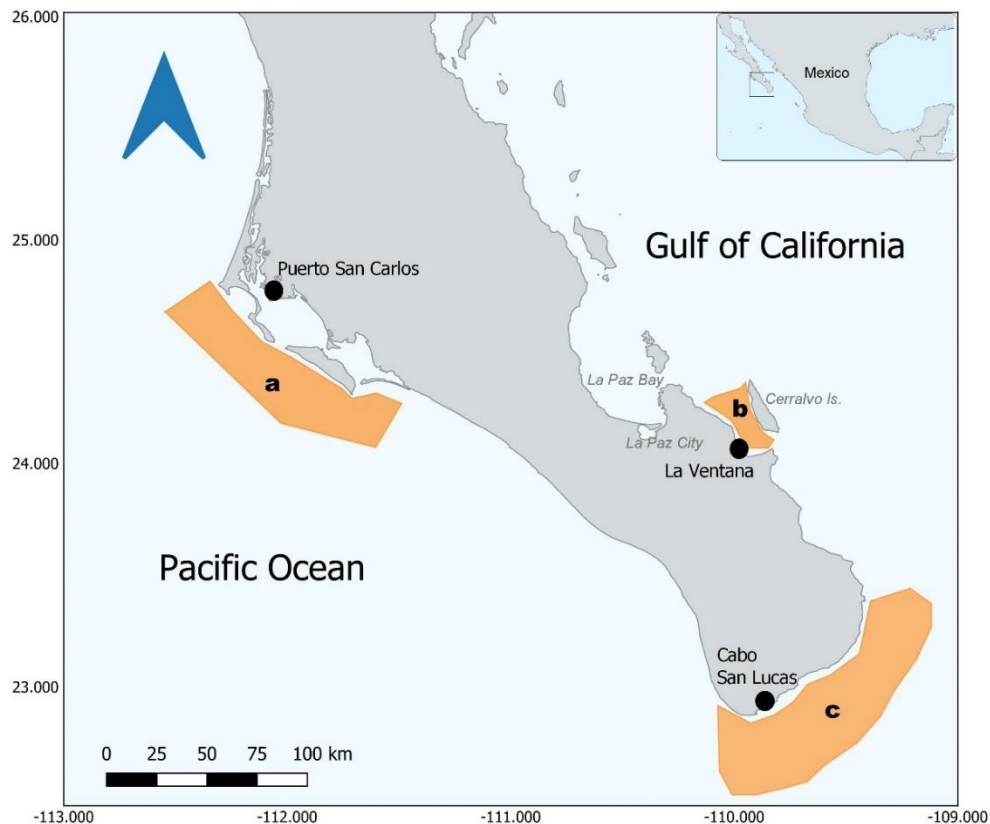 26.000
Mexico
25.000
Gulf of California
Puerto San Carlos
a
La Paz Bay
b
Cerralvo Is.
La Paz City
24.000
La Ventana
Pacific Ocean
Cabo
San Lucas
23.000
c
0 25 50 75 100 km
-113.000 -112.000 -111.000 -110.000 -109.000